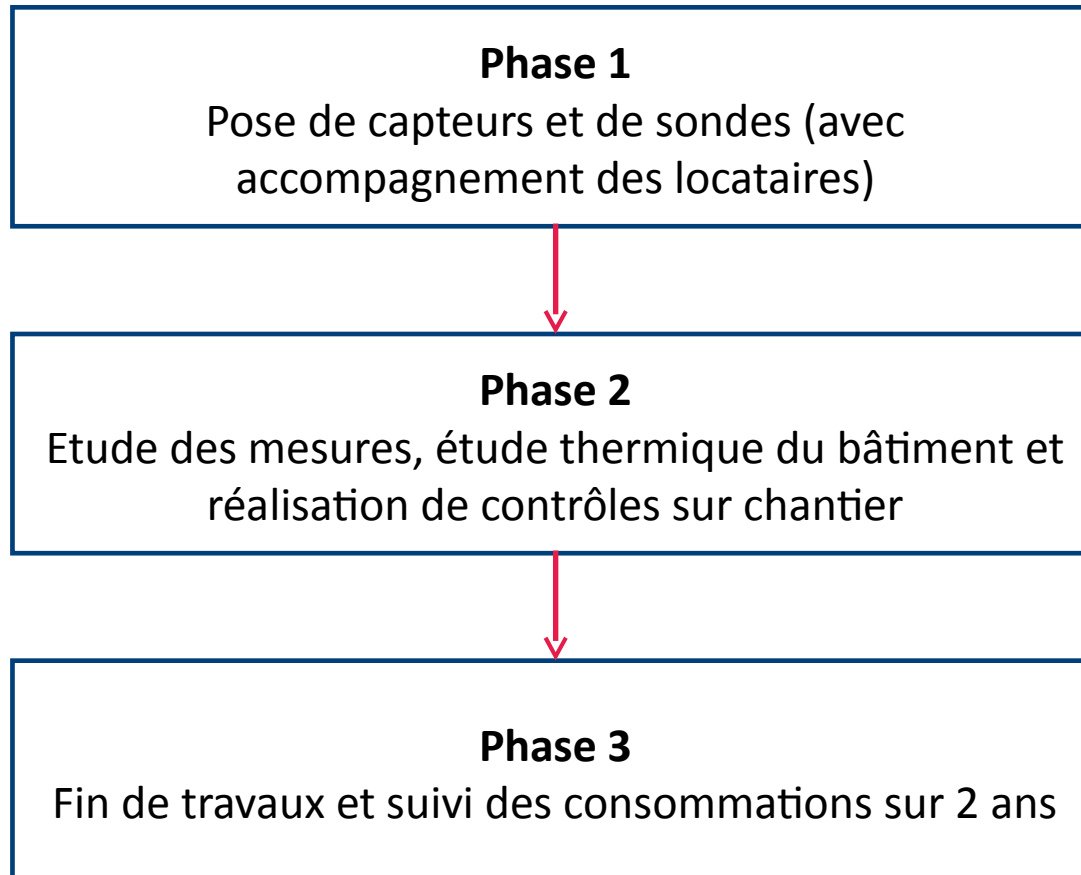 Phase 1
Pose de capteurs et de sondes (avec
accompagnement des locataires)
Phase 2
Etude des mesures, étude thermique du bâtiment et
réalisation de contrôles sur chantier
Phase 3
Fin de travaux et suivi des consommations sur 2 ans